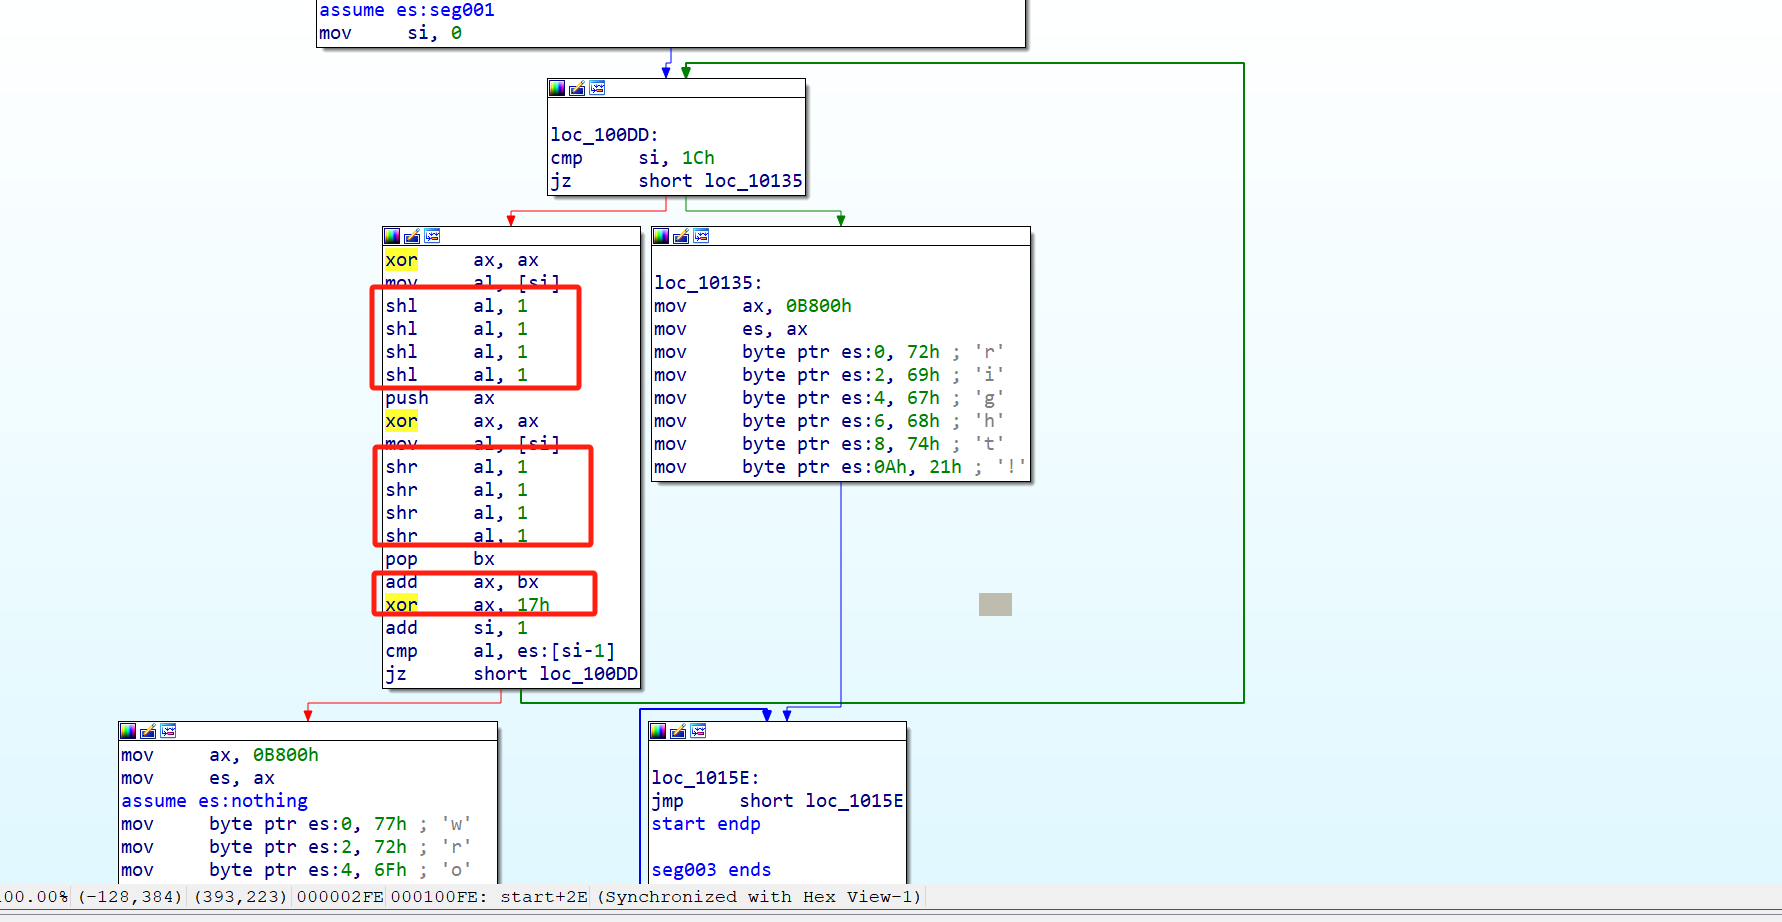 assume es:seg001
mov si, 0
loc_100DD:
cmp si, 1Ch
jz short loc_10135
xor ax, ax
mov al, [si]
shl al, 1
shl al, 1
shl al, 1
shl al, 1
push ax
xor ax, ax
mov al, [si]
shr al, 1
shr al, 1
shr al, 1
shr al, 1
pop bx
add ax, bx
xor ax, 17h
add si, 1
cmp al, es:[si-1]
jz short loc_100DD
loc_10135:
mov ax, 0B800h
mov es, ax
mov byte ptr es:0, 72h ; 'r'
mov byte ptr es:2, 69h ; 'i'
mov byte ptr es:4, 67h ; 'g'
mov byte ptr es:6, 68h ; 'h'
mov byte ptr es:8, 74h ; 't'
mov byte ptr es:0Ah, 21h ; '!'
mov ax, 0B800h
mov es, ax
assume es:nothing
mov byte ptr es:0, 77h ; 'w'
mov byte ptr es:2, 72h ; 'r'
mov byte ptr es:4, 6Fh ; 'o'
loc_1015E:
jmp short loc_1015E
start endp
seg003 ends
00.00% (-128,384) (393,223) 000002FE 000100FE: start+2E (Synchronized with Hex View-1)